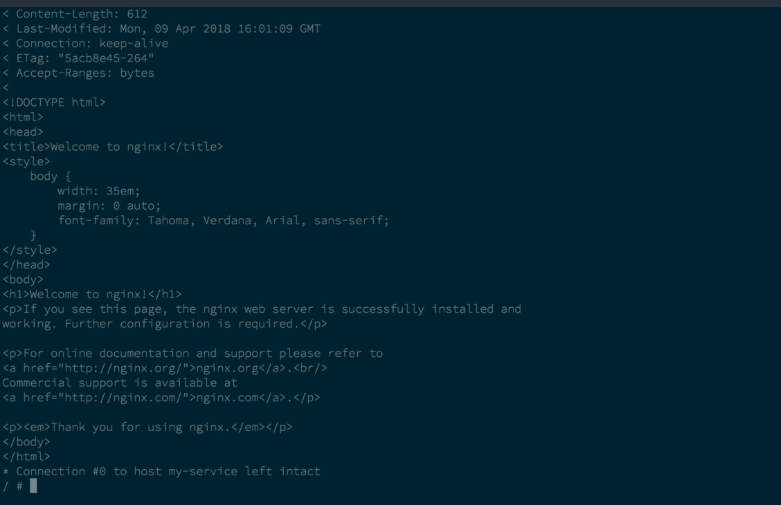 < Content-Length: 612
< Last-Modified: Mon, 09 Apr 2018 16:01:09 GMT
< Connection: keep-alive
< ETag: "5acb8e45-264"
< Accept-Ranges: bytes
<
<!DOCTYPE html>
<html>
<head>
<title>Welcome to nginx!</title>
<style>
    body {
        width: 35em;
        margin: 0 auto;
        font-family: Tahoma, Verdana, Arial, sans-serif;
    }
</style>
</head>
<body>
<h1>Welcome to nginx!</h1>
<p>If you see this page, the nginx web server is successfully installed and
working. Further configuration is required.</p>

<p>For online documentation and support please refer to
<a href="http://nginx.org/">nginx.org</a>.<br/>
Commercial support is available at
<a href="http://nginx.com/">nginx.com</a>.</p>

<p><em>Thank you for using nginx.</em></p>
</body>
</html>
* Connection #0 to host my-service left intact
/ #